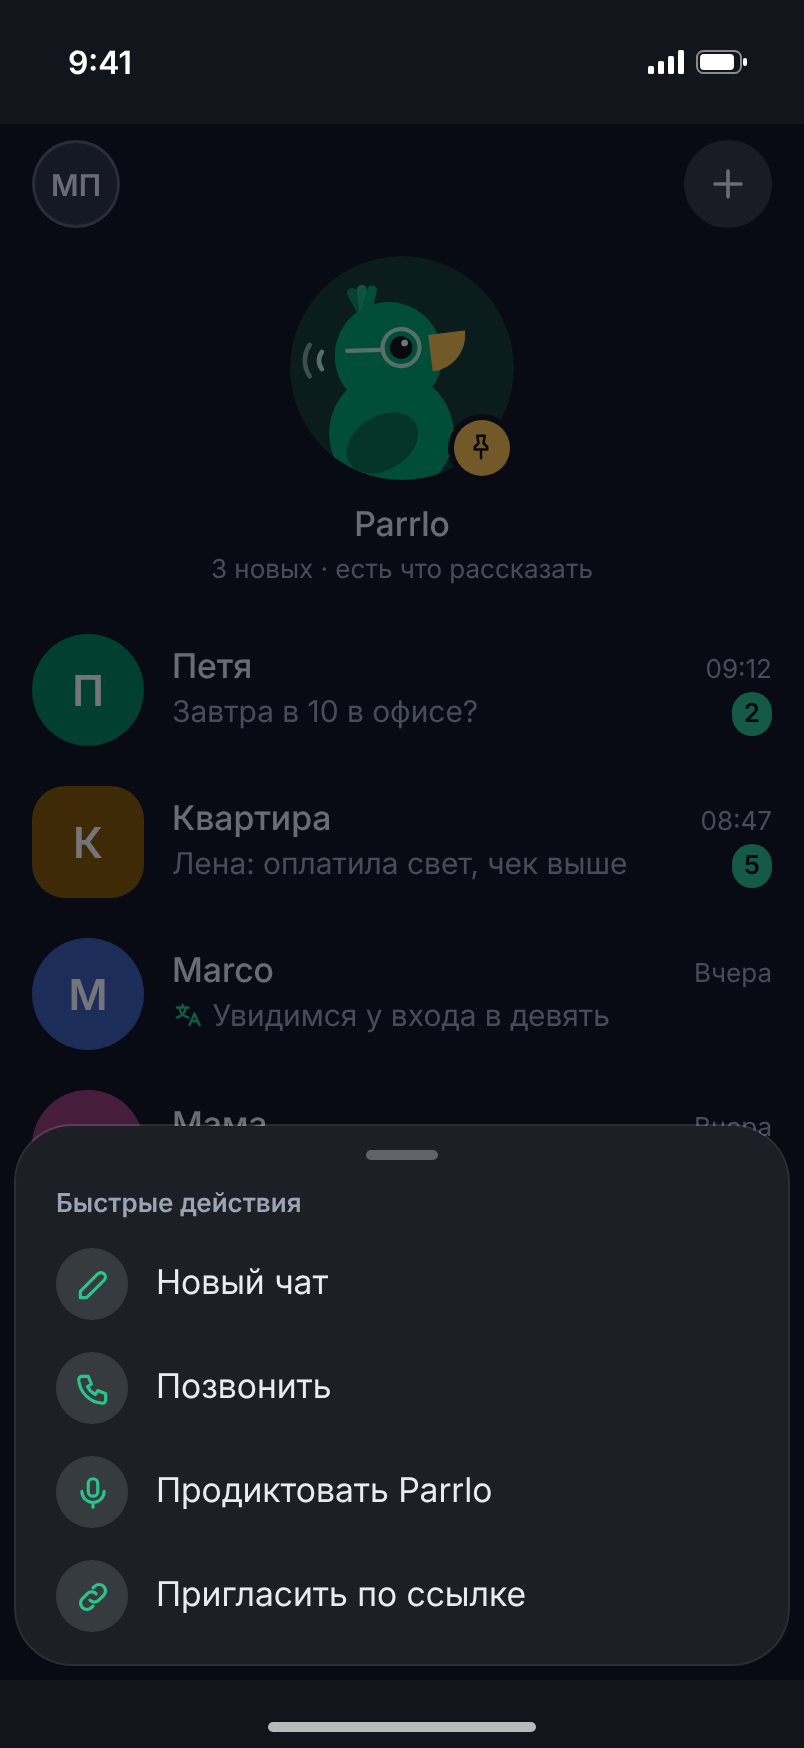 9:41
МП
Parrlo
3 новых · есть что рассказать
П
Петя
09:12
Завтра в 10 в офисе?
2
К
Квартира
08:47
Лена: оплатила свет, чек выше
5
M
Marco
Вчера
Увидимся у входа в девять
Мама
Вчера
Быстрые действия
Новый чат
Позвонить
Продиктовать Parrlo
Пригласить по ссылке